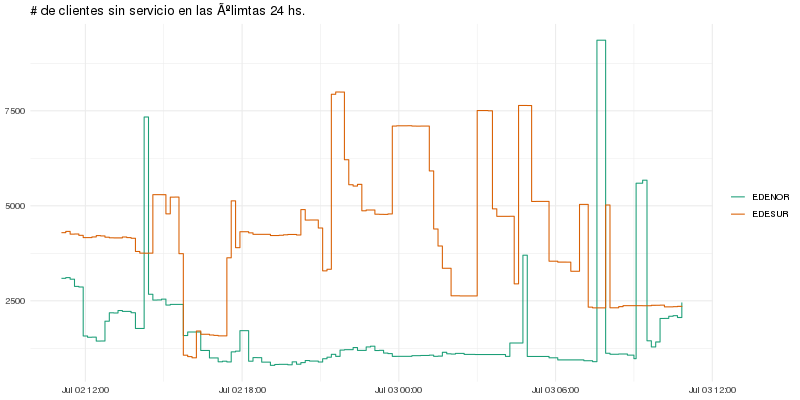 # de clientes sin servicio en las Ãºlimtas 24 hs.
7500
5000
2500
Jul 02 12:00
Jul 02 18:00
Jul 03 00:00
Jul 03 06:00
Jul 03 12:00
EDENOR
EDESUR